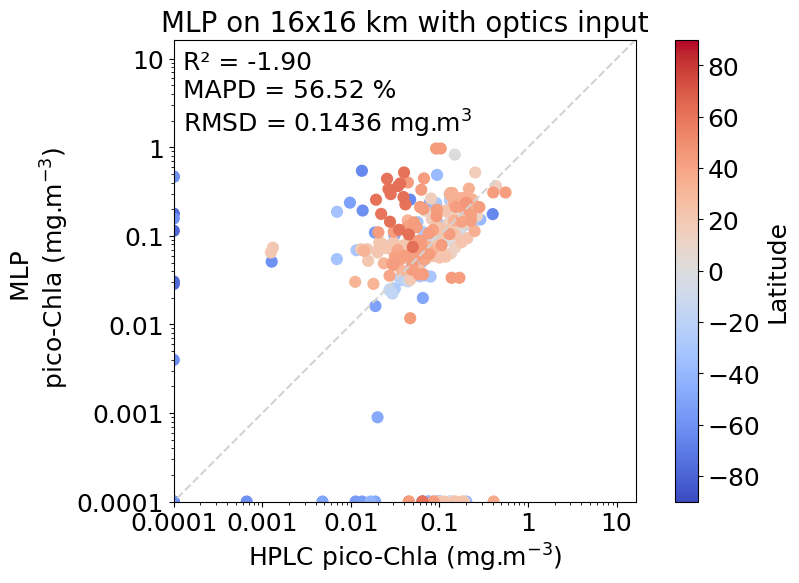 MLP on 16x16 km with optics input
R² = -1.90
MAPD = 56.52 %
RMSD = 0.1436 mg.m³
MLP
pico-Chla (mg.m⁻³)
10
1
0.1
0.01
0.001
0.0001
0.0001 0.001 0.01 0.1 1 10
HPLC pico-Chla (mg.m⁻³)
80
60
40
20
0
−20
−40
−60
−80
Latitude